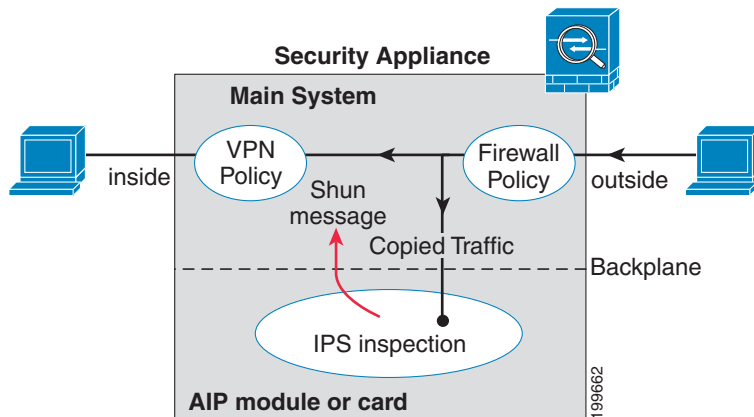 Security Appliance
Main System
VPN
Policy
Firewall
Policy
inside
outside
Shun
message
Copied Traffic
Backplane
IPS inspection
AIP module or card
199662